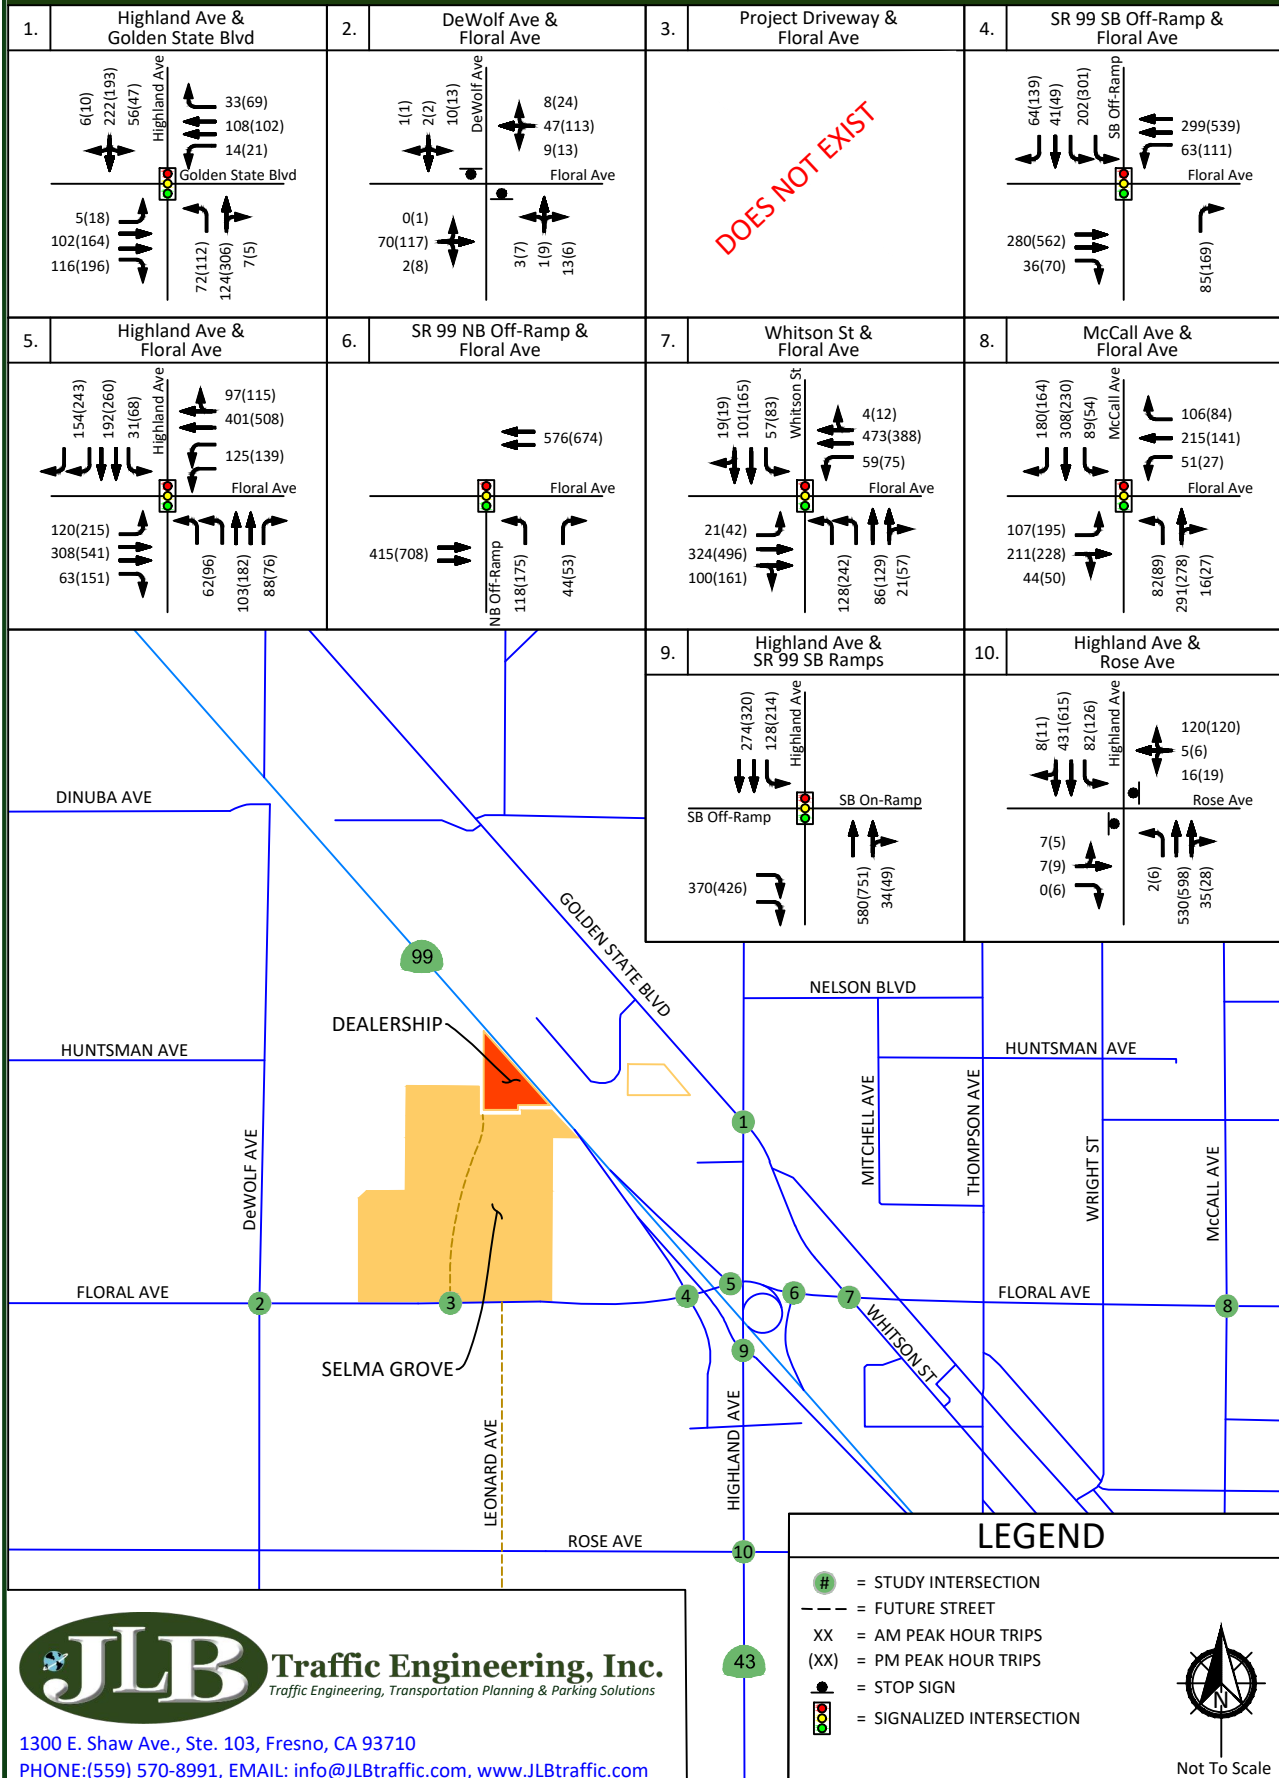 1.
Highland Ave &
Golden State Blvd
6(10)
222(193)
56(47)
Highland Ave
33(69)
108(102)
14(21)
Golden State Blvd
5(18)
102(164)
116(196)
72(112)
124(306)
7(5)
2.
DeWolf Ave &
Floral Ave
1(1)
2(2)
10(13)
DeWolf Ave
8(24)
47(113)
9(13)
Floral Ave
0(1)
70(117)
2(8)
3(7)
1(9)
13(6)
3.
Project Driveway &
Floral Ave
DOES NOT EXIST
4.
SR 99 SB Off-Ramp &
Floral Ave
64(139)
41(49)
202(301)
SB Off-Ramp
299(539)
63(111)
Floral Ave
280(562)
36(70)
85(169)
5.
Highland Ave &
Floral Ave
154(243)
192(260)
31(68)
Highland Ave
97(115)
401(508)
125(139)
Floral Ave
120(215)
308(541)
63(151)
62(96)
103(182)
88(76)
6.
SR 99 NB Off-Ramp &
Floral Ave
576(674)
Floral Ave
415(708)
NB Off-Ramp
118(175)
44(53)
7.
Whitson St &
Floral Ave
19(19)
101(165)
57(83)
Whitson St
4(12)
473(388)
59(75)
Floral Ave
21(42)
324(496)
100(161)
128(242)
86(129)
21(57)
8.
McCall Ave &
Floral Ave
180(164)
308(230)
89(54)
McCall Ave
106(84)
215(141)
51(27)
Floral Ave
107(195)
211(228)
44(50)
82(89)
291(278)
16(27)
9.
Highland Ave &
SR 99 SB Ramps
274(320)
128(214)
Highland Ave
SB On-Ramp
SB Off-Ramp
370(426)
580(751)
34(49)
10.
Highland Ave &
Rose Ave
8(11)
431(615)
82(126)
Highland Ave
120(120)
5(6)
16(19)
Rose Ave
7(5)
7(9)
0(6)
2(6)
530(598)
35(28)
DINUBA AVE
99
GOLDEN STATE BLVD
NELSON BLVD
DEALERSHIP
HUNTSMAN AVE
HUNTSMAN AVE
1
MITCHELL AVE
THOMPSON AVE
WRIGHT ST
McCALL AVE
DeWOLF AVE
FLORAL AVE
2
3
4
5
6
7
FLORAL AVE
8
9
WHITSON ST
SELMA GROVE
LEONARD AVE
HIGHLAND AVE
ROSE AVE
10
43
LEGEND
# = STUDY INTERSECTION
= FUTURE STREET
XX = AM PEAK HOUR TRIPS
(XX) = PM PEAK HOUR TRIPS
= STOP SIGN
= SIGNALIZED INTERSECTION
N
Not To Scale
JLB Traffic Engineering, Inc.
Traffic Engineering, Transportation Planning & Parking Solutions
1300 E. Shaw Ave., Ste. 103, Fresno, CA 93710
PHONE:(559) 570-8991, EMAIL: info@JLBtraffic.com, www.JLBtraffic.com